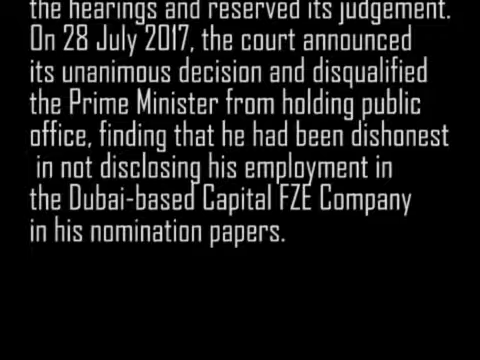 the hearings and reserved its judgement.
On 28 July 2017, the court announced
its unanimous decision and disqualified
the Prime Minister from holding public
office, finding that he had been dishonest
in not disclosing his employment in
the Dubai-based Capital FZE Company
in his nomination papers.